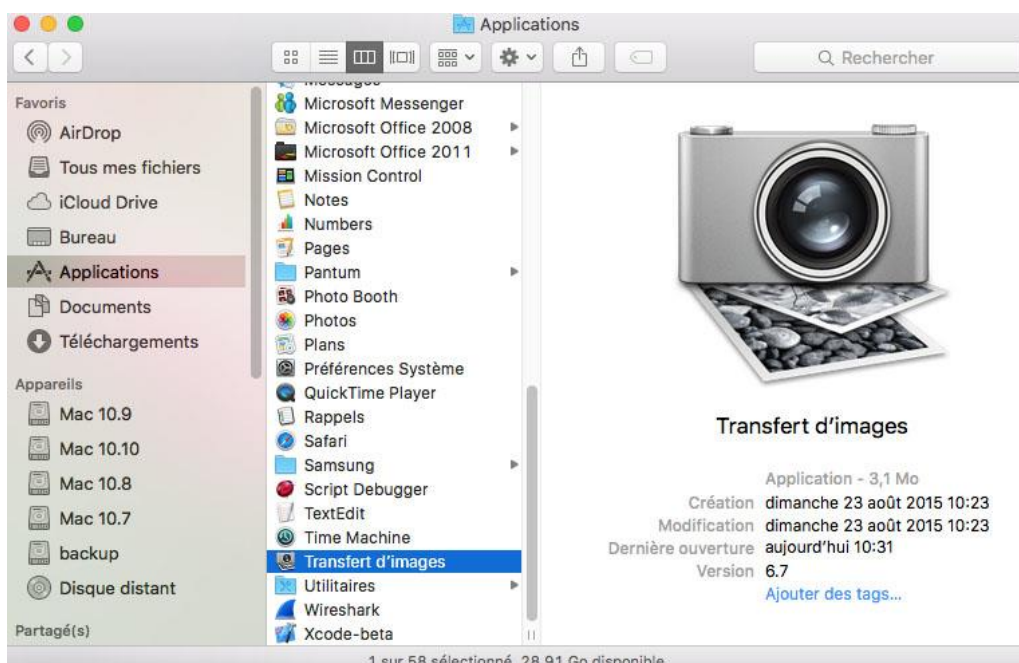 Applications
Rechercher
Favoris
AirDrop
Tous mes fichiers
iCloud Drive
Bureau
Applications
Documents
Téléchargements
Appareils
Mac 10.9
Mac 10.10
Mac 10.8
Mac 10.7
backup
Disque distant
Partagé(s)
Messages
Microsoft Messenger
Microsoft Office 2008
Microsoft Office 2011
Mission Control
Notes
Numbers
Pages
Pantum
Photo Booth
Photos
Plans
Préférences Système
QuickTime Player
Rappels
Safari
Samsung
Script Debugger
TextEdit
Time Machine
Transfert d'images
Utilitaires
Wireshark
Xcode-beta
Transfert d'images
Application - 3,1 Mo
Création dimanche 23 août 2015 10:23
Modification dimanche 23 août 2015 10:23
Dernière ouverture aujourd'hui 10:31
Version 6.7
Ajouter des tags...
1 sur 58 sélectionné, 28,91 Go disponible